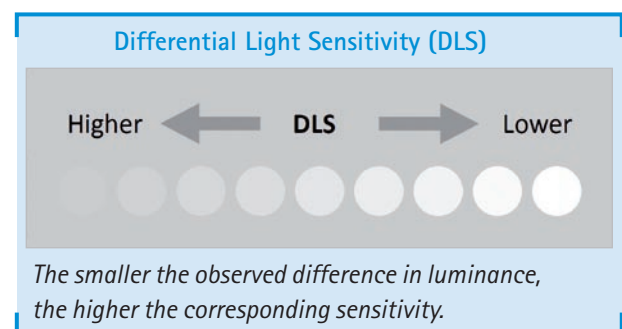 Differential Light Sensitivity (DLS)
Higher DLS Lower
The smaller the observed difference in luminance,
the higher the corresponding sensitivity.